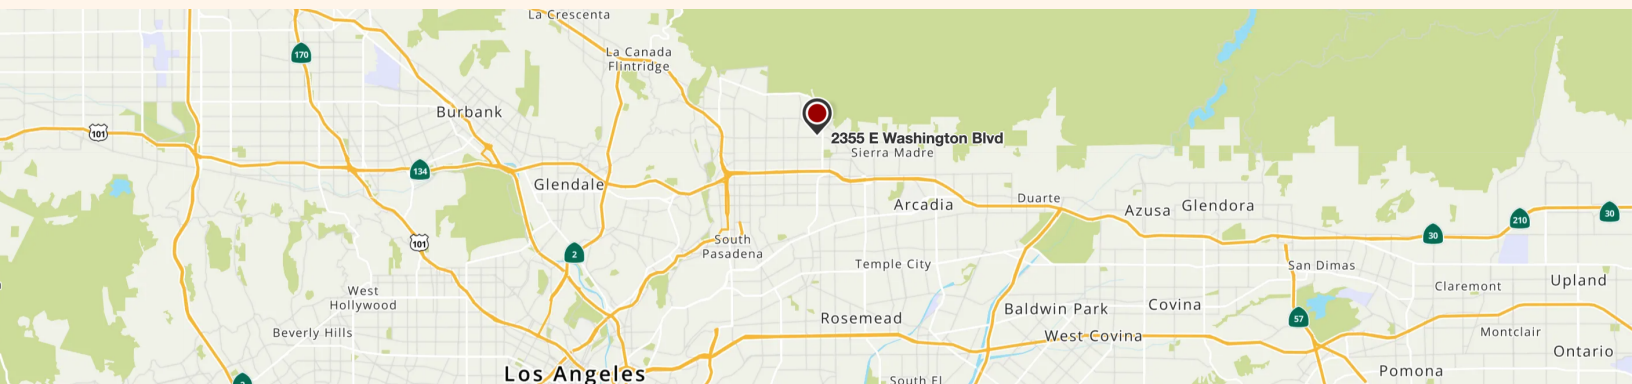 La Crescenta
170
La Canada
Flintridge
Burbank
101
2355 E Washington Blvd
Sierra Madre
134
Glendale
Duarte
Arcadia
Azusa
Glendora
30
210
30
101
2
South
Pasadena
Temple City
San Dimas
Upland
Claremont
West
Hollywood
Baldwin Park
Covina
Rosemead
57
Beverly Hills
West Covina
Montclair
Ontario
Los Angeles
Pomona
South El